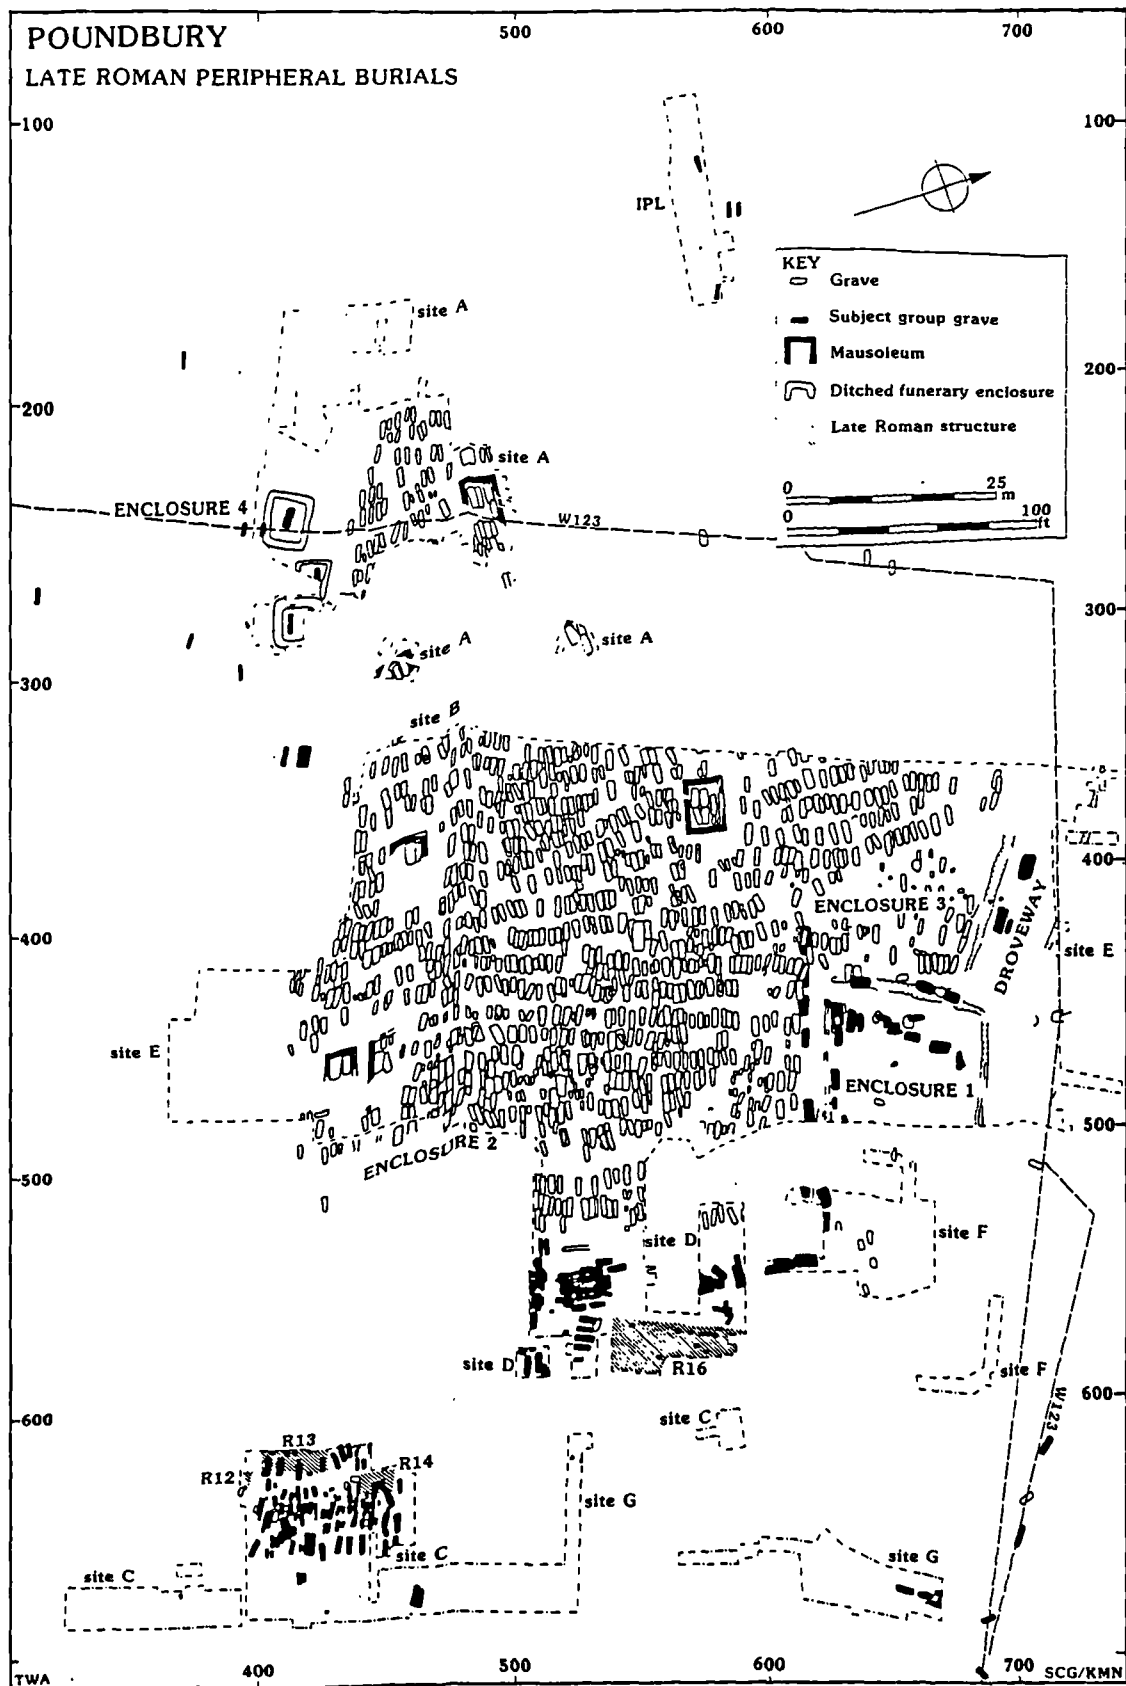 500 600 700
POUNDBURY
LATE ROMAN PERIPHERAL BURIALS
100 100
IPL
KEY
Grave
Subject group grave
Mausoleum
Ditched funerary enclosure
Late Roman structure
0 25 m
0 100 ft
site A
200
200
site A
ENCLOSURE 4
W123
300
site A
site A
300
site B
400
ENCLOSURE 3
DROVEWAY
400
site E
site E
ENCLOSURE 1
500
ENCLOSURE 2
500
site D
site F
site D
R16
site F
600
site C
W123
600
R13
R12
R14
site G
site C
site G
site C
TWA 400 500 600 700 SCG/KMN